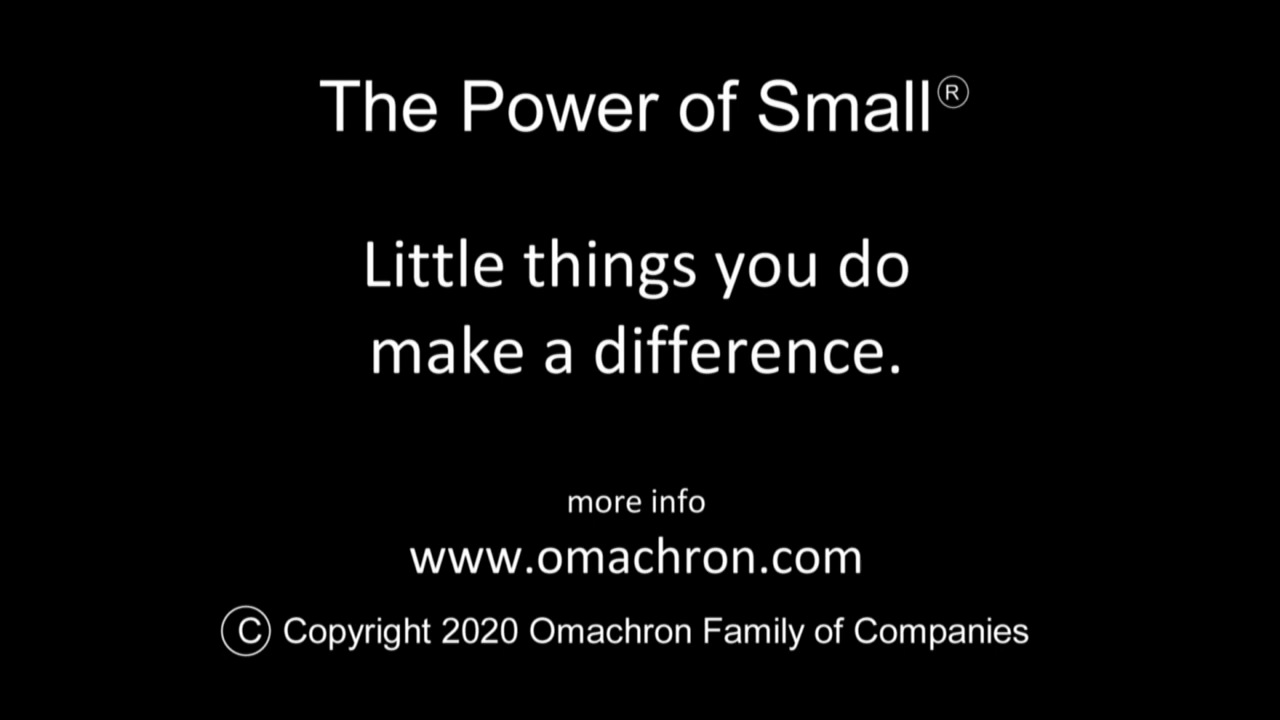 The Power of Small®
Little things you do
make a difference.
more info
www.omachron.com
© Copyright 2020 Omachron Family of Companies